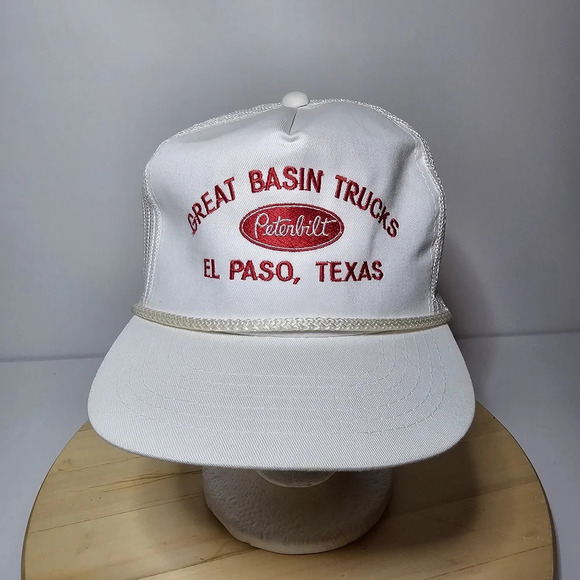 GREAT BASIN TRUCKS
Peterbilt
EL PASO, TEXAS